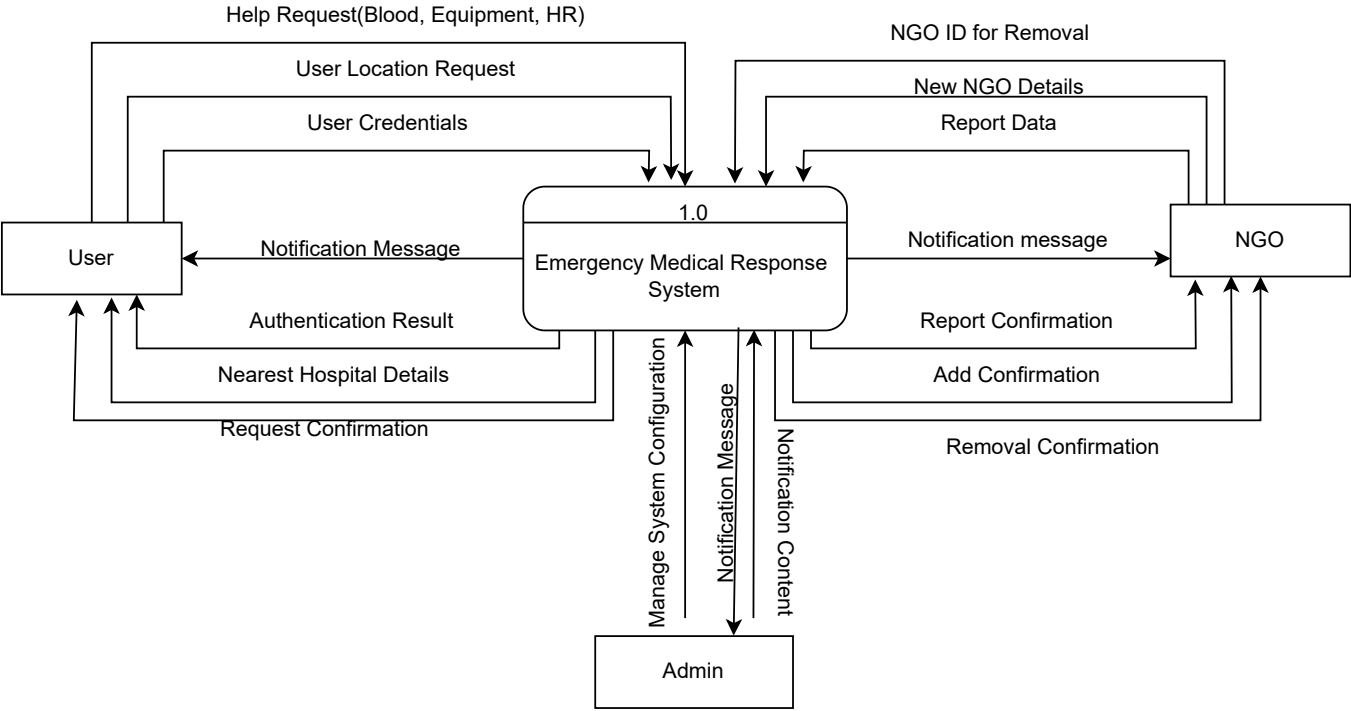 Help Request(Blood, Equipment, HR)
NGO ID for Removal
User Location Request
New NGO Details
User Credentials
Report Data
1.0
User
Notification Message
Emergency Medical Response
System
Notification message
NGO
Authentication Result
Report Confirmation
Nearest Hospital Details
Add Confirmation
Request Confirmation
Removal Confirmation
Manage System Configuration
Notification Message
Notification Content
Admin